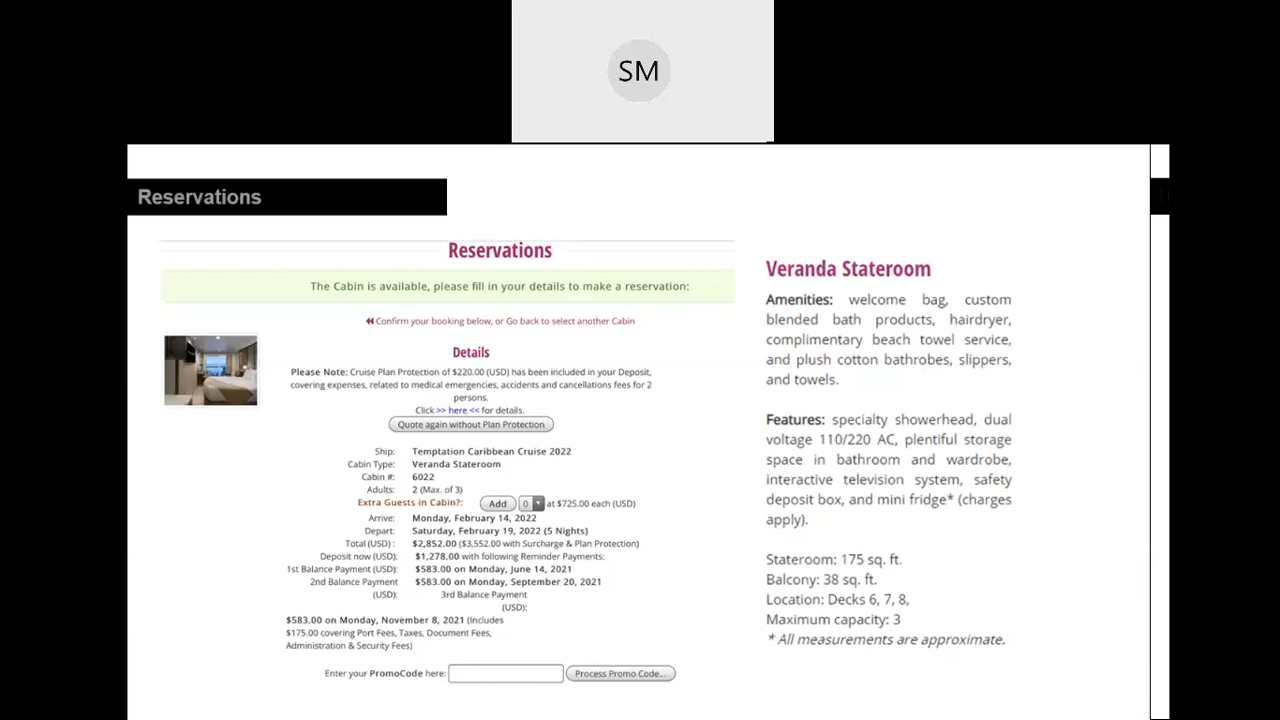 SM
Reservations
Reservations
The Cabin is available, please fill in your details to make a reservation:
Confirm your booking below, or Go back to select another Cabin
Details
Please Note: Cruise Plan Protection of $220.00 (USD) has been included in your Deposit,
covering expenses, related to medical emergencies, accidents and cancellations fees for 2
persons.
Click >> here << for details.
Quote again without Plan Protection
Ship: Temptation Caribbean Cruise 2022
Cabin Type: Veranda Stateroom
Cabin #: 6022
Adults: 2 (Max. of 3)
Extra Guests in Cabin?: Add 0 at $725.00 each (USD)
Arrive: Monday, February 14, 2022
Depart: Saturday, February 19, 2022 (5 Nights)
Total (USD) : $2,852.00 ($3,552.00 with Surcharge & Plan Protection)
Deposit now (USD): $1,278.00 with following Reminder Payments:
1st Balance Payment (USD): $583.00 on Monday, June 14, 2021
2nd Balance Payment $583.00 on Monday, September 20, 2021
(USD): 3rd Balance Payment
(USD):
$583.00 on Monday, November 8, 2021 (Includes
$175.00 covering Port Fees, Taxes, Document Fees,
Administration & Security Fees)
Enter your PromoCode here: Process Promo Code...
Veranda Stateroom
Amenities: welcome bag, custom
blended bath products, hairdryer,
complimentary beach towel service,
and plush cotton bathrobes, slippers,
and towels.
Features: specialty showerhead, dual
voltage 110/220 AC, plentiful storage
space in bathroom and wardrobe,
interactive television system, safety
deposit box, and mini fridge* (charges
apply).
Stateroom: 175 sq. ft.
Balcony: 38 sq. ft.
Location: Decks 6, 7, 8,
Maximum capacity: 3
* All measurements are approximate.